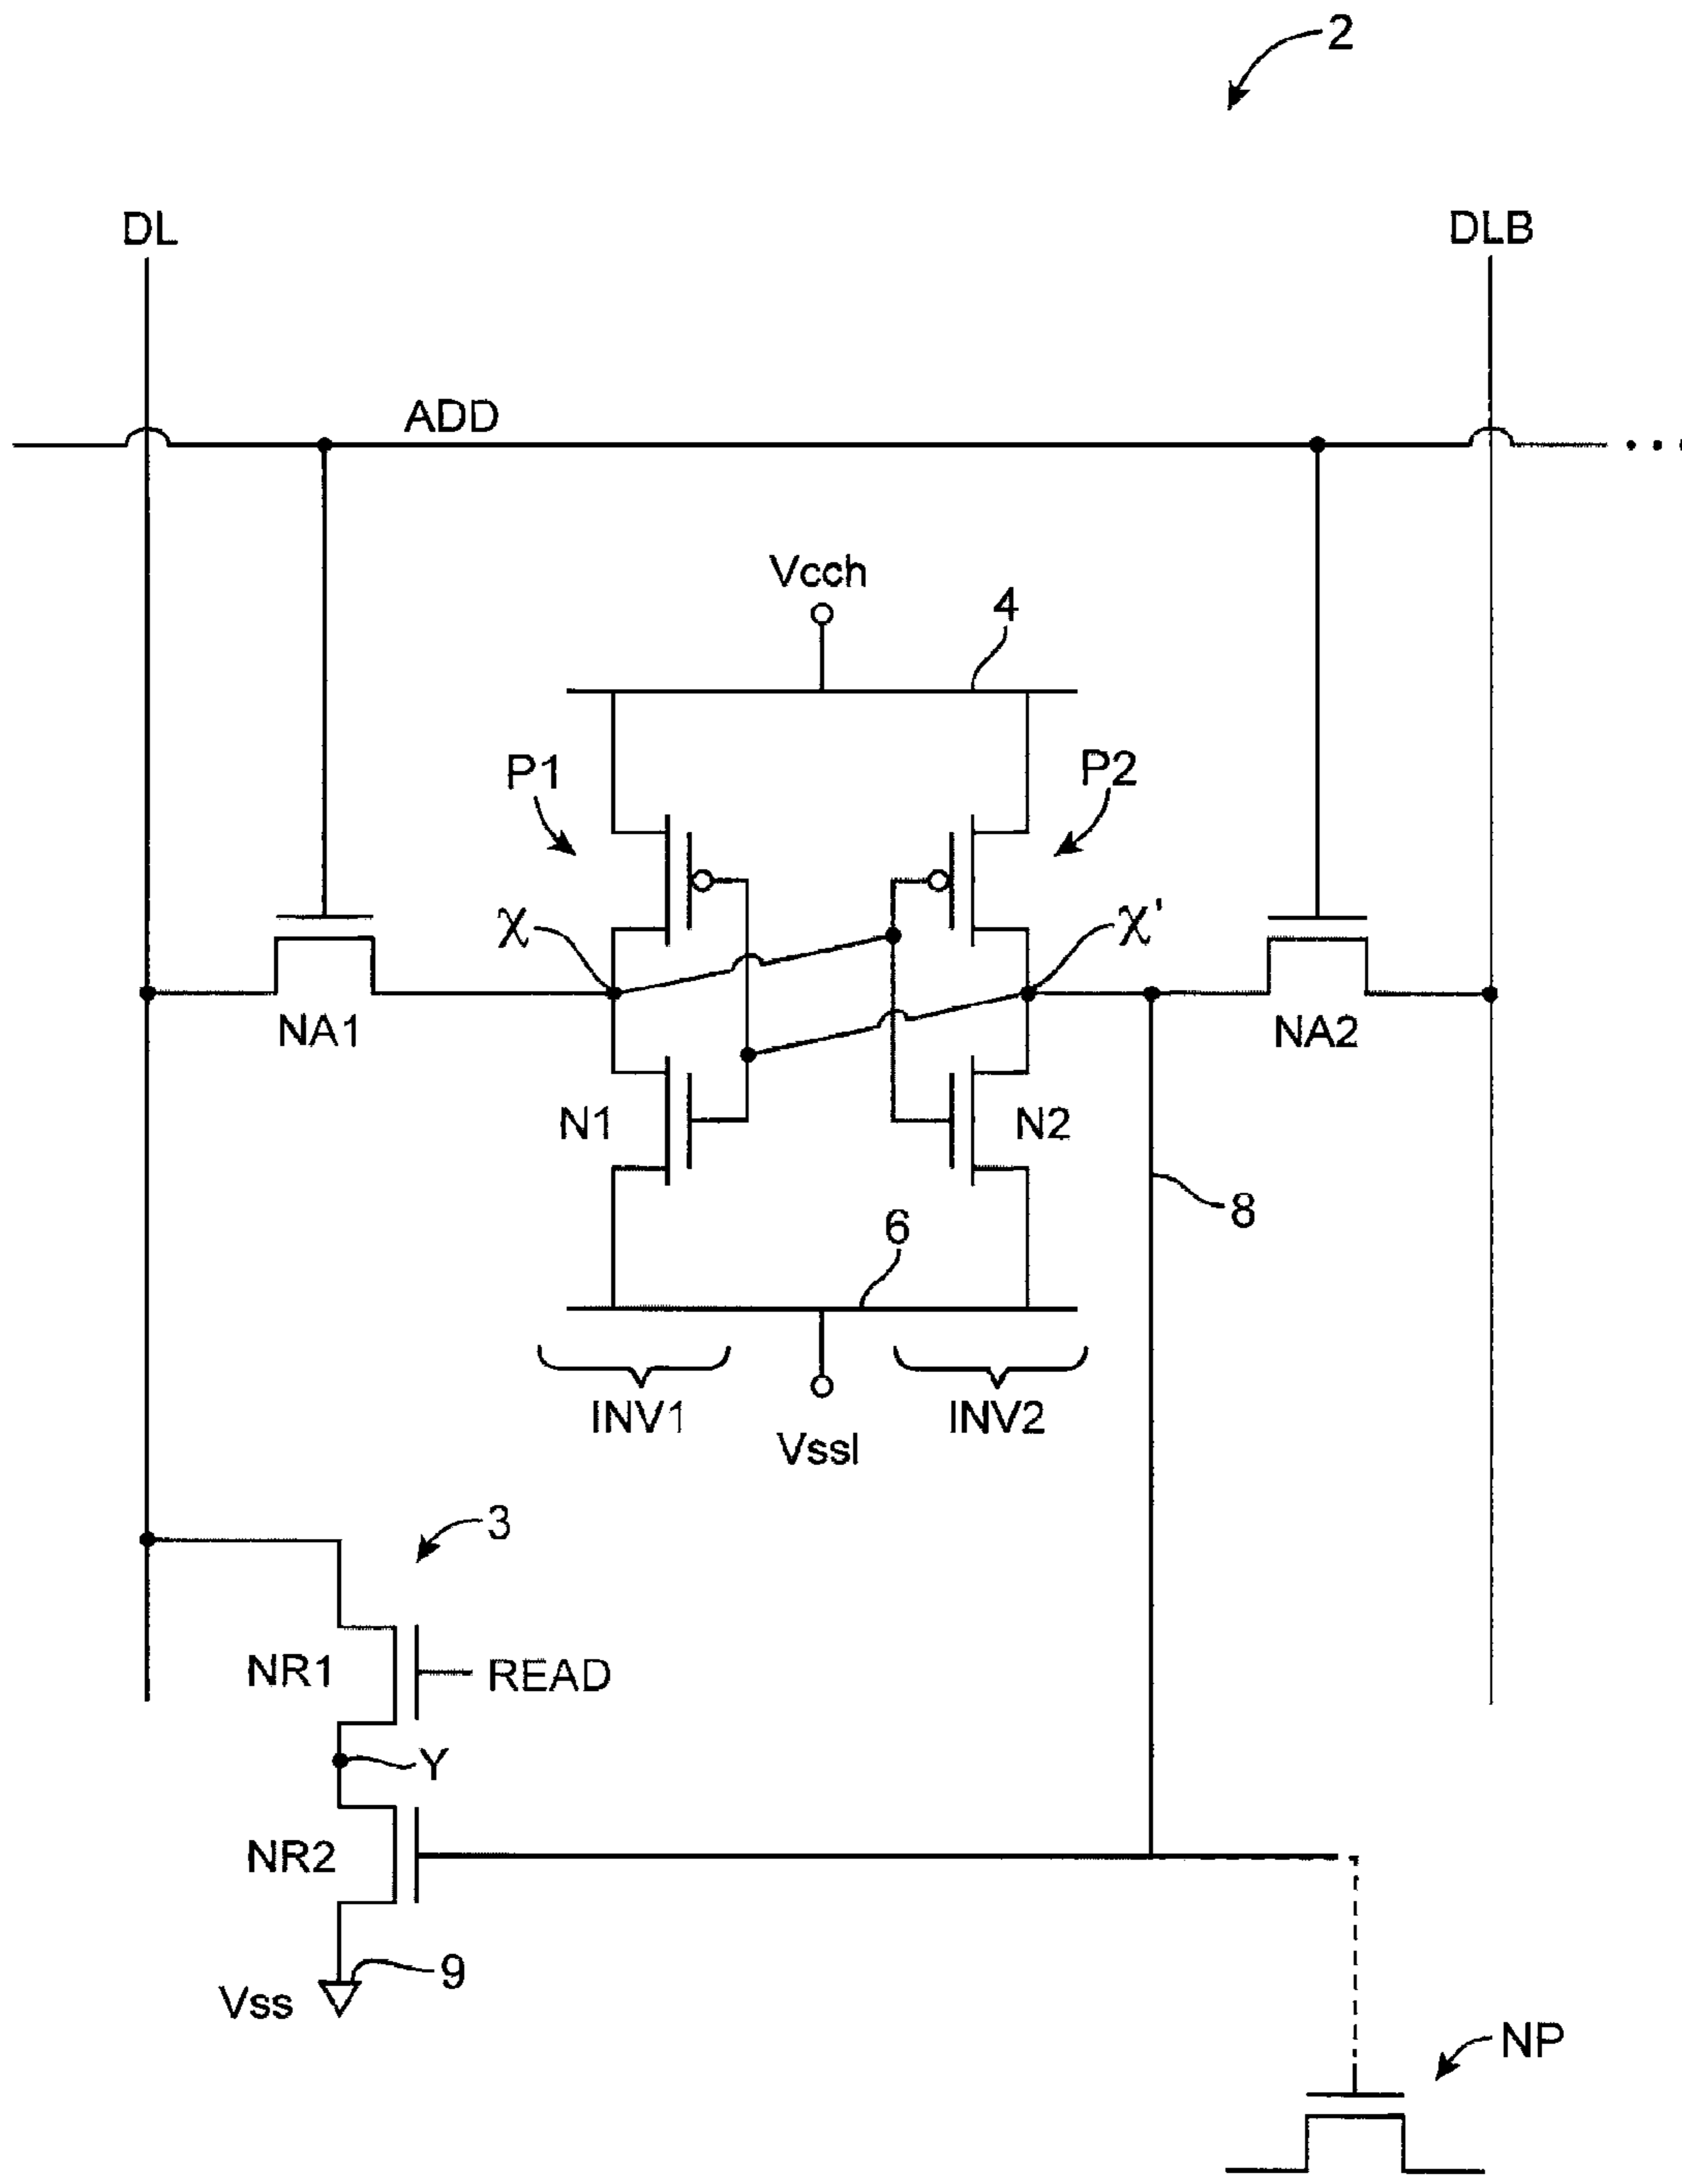 2
DL
DLB
ADD
Vcch
4
P1
P2
χ
χ'
NA1
NA2
N1
N2
8
6
INV1
INV2
Vssl
3
NR1
READ
Y
NR2
9
Vss
NP